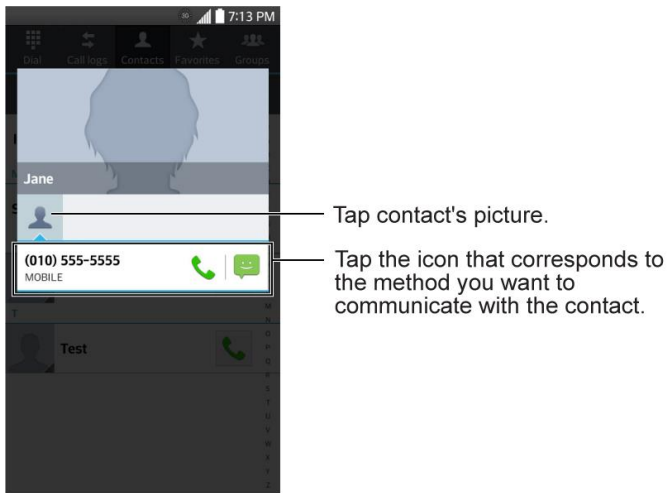 3G 7:13 PM
Dial Call logs Contacts Favorites Groups
Jane
S
Tap contact's picture.
(010) 555-5555
MOBILE
Tap the icon that corresponds to
the method you want to
communicate with the contact.
T
Test
M
N
O
P
Q
R
S
T
U
V
W
X
Y
Z